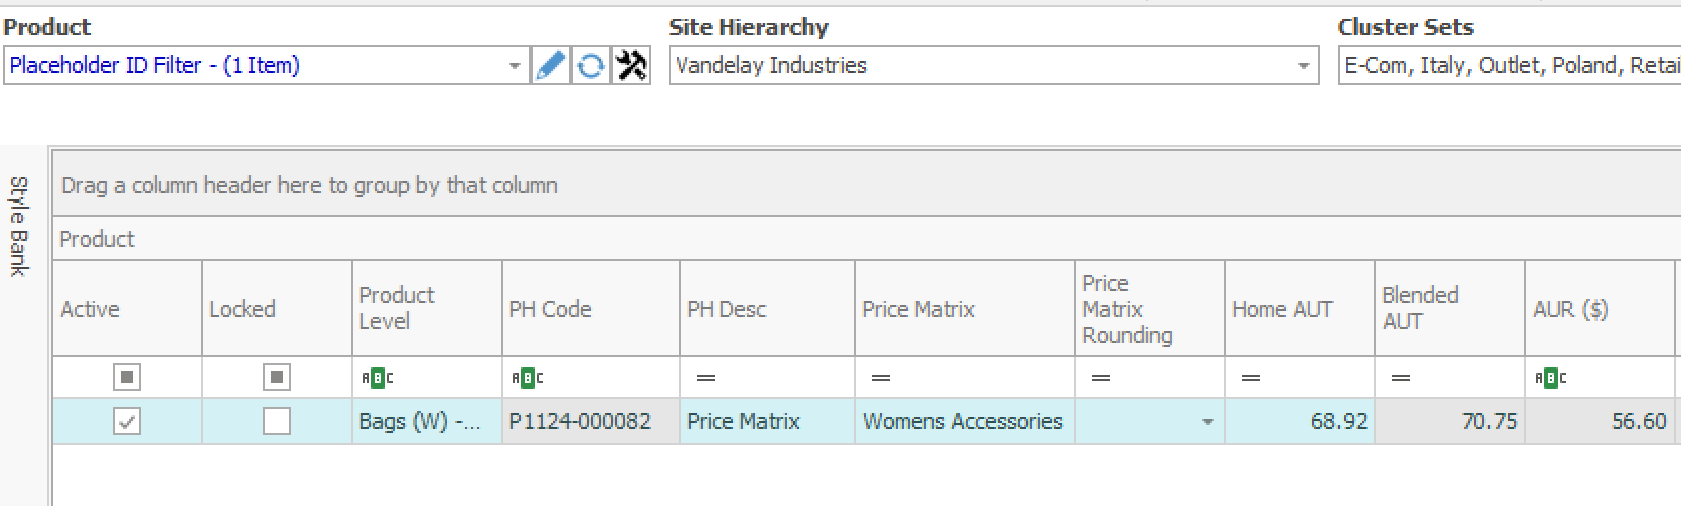 Product Site Hierarchy Cluster Sets
Placeholder ID Filter - (1 Item) Vandelay Industries E-Com, Italy, Outlet, Poland, Retai
Style Bank
Drag a column header here to group by that column
Product
Active Locked Product Level PH Code PH Desc Price Matrix Price Matrix Rounding Home AUT Blended AUT AUR ($)
ABC ABC = = = = = ABC
Bags (W) -... P1124-000082 Price Matrix Womens Accessories 68.92 70.75 56.60